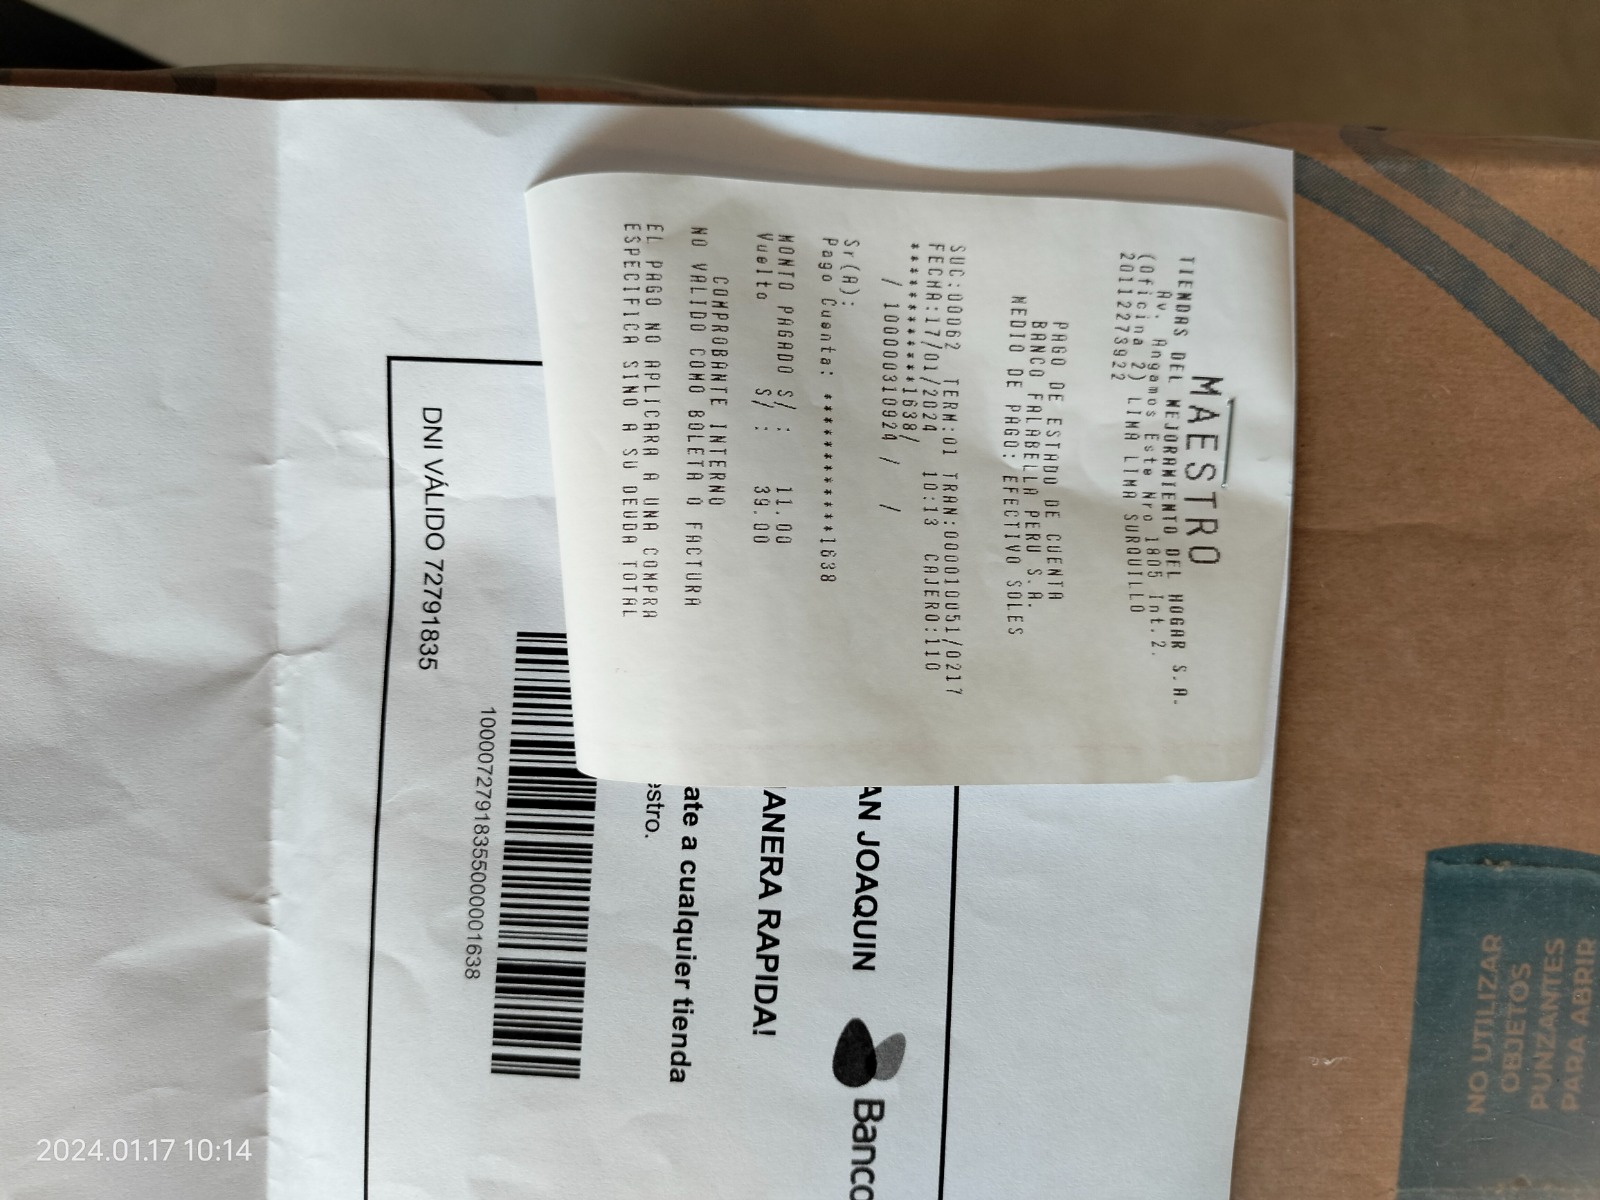 MAESTRO
TIENDAS DEL MEJORAMIENTO DEL HOGAR S.A.
Av. Angamos Este Nro 1805 Int.2.
(Oficina 2) LIMA LIMA SURQUILLO
20112273922
PAGO DE ESTADO DE CUENTA
BANCO FALABELLA PERU S.A.
MEDIO DE PAGO: EFECTIVO SOLES
SUC:00062 TERM:01 TRAN:000010051/0217
FECHA:17/01/2024 10:13 CAJERO:110
************1638/
/ 10000310924 / /
Sr(A):
Pago Cuenta: ************1638
MONTO PAGADO S/ : 11.00
Vuelto S/ : 39.00
COMPROBANTE INTERNO
NO VALIDO COMO BOLETA O FACTURA
EL PAGO NO APLICARA A UNA COMPRA
ESPECIFICA SINO A SU DEUDA TOTAL
AN JOAQUIN
Banco
ANERA RAPIDA!
ate a cualquier tienda
estro.
100007279183550000001638
DNI VÁLIDO 72791835
NO UTILIZAR
OBJETOS
PUNZANTES
PARA ABRIR
2024.01.17 10:14